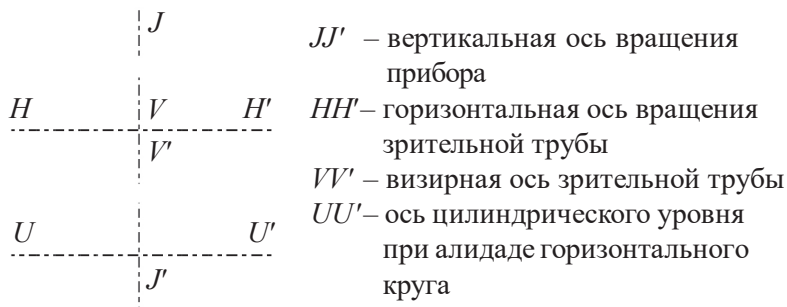 J
H V H'
V'
U U'
J'
JJ' – вертикальная ось вращения
прибора
HH'– горизонтальная ось вращения
зрительной трубы
VV' – визирная ось зрительной трубы
UU'– ось цилиндрического уровня
при алидаде горизонтального
круга